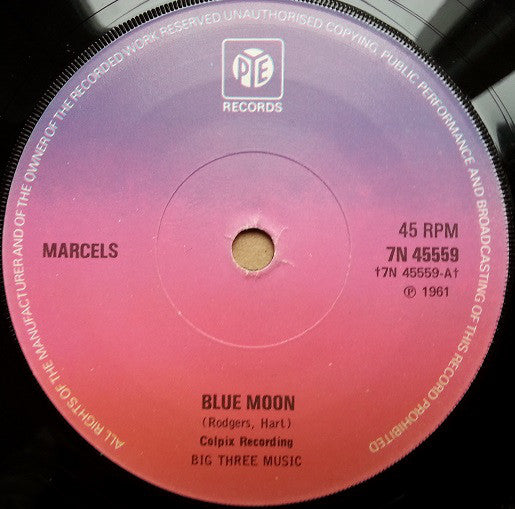 ALL RIGHTS OF THE MANUFACTURER AND OF THE OWNER OF THE RECORDED WORK RESERVED UNAUTHORISED COPYING, PUBLIC PERFORMANCE AND BROADCASTING OF THIS RECORD PROHIBITED
PYE
RECORDS
MARCELS
45 RPM
7N 45559
†7N 45559-A†
℗ 1961
BLUE MOON
(Rodgers, Hart)
Colpix Recording
BIG THREE MUSIC